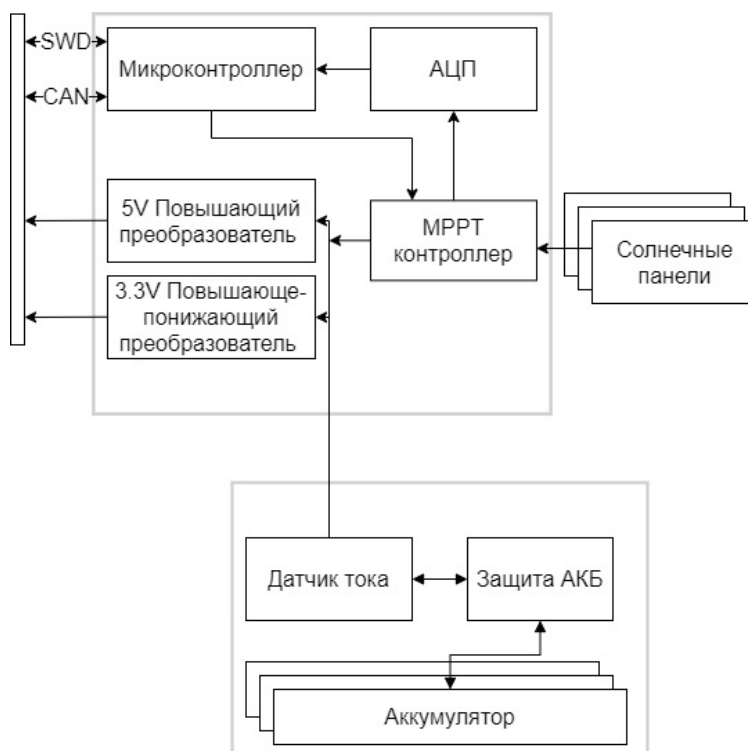 SWD
Микроконтроллер
АЦП
CAN
5V Повышающий
преобразователь
MPPT
контроллер
Солнечные
панели
3.3V Повышающе-
понижающий
преобразователь
Датчик тока
Защита АКБ
Аккумулятор